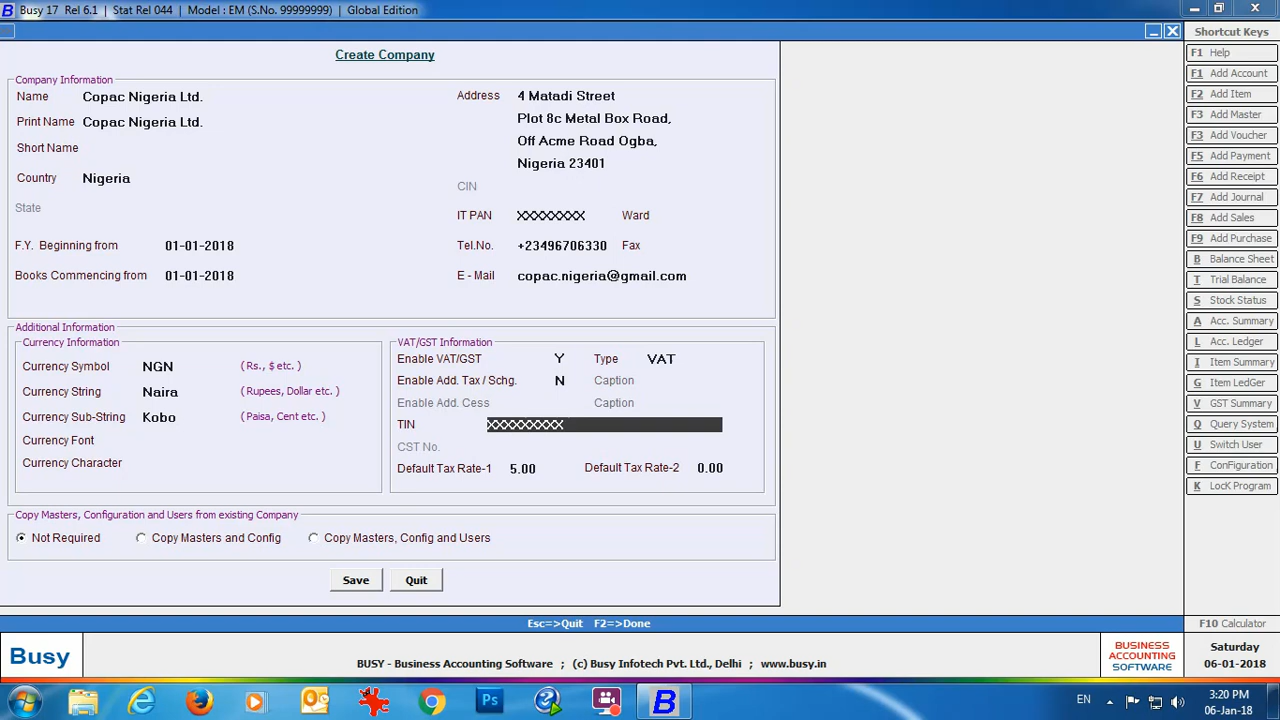 Busy 17 Rel 6.1 | Stat Rel 044 | Model : EM (S.No. 99999999) | Global Edition
Create Company
Company Information
Name Copac Nigeria Ltd.
Print Name Copac Nigeria Ltd.
Short Name
Country Nigeria
State
F.Y. Beginning from 01-01-2018
Books Commencing from 01-01-2018
Address 4 Matadi Street
Plot 8c Metal Box Road,
Off Acme Road Ogba,
Nigeria 23401
CIN
IT PAN XXXXXXXXX Ward
Tel.No. +23496706330 Fax
E - Mail copac.nigeria@gmail.com
Additional Information
Currency Information
Currency Symbol NGN ( Rs., $ etc. )
Currency String Naira ( Rupees, Dollar etc. )
Currency Sub-String Kobo ( Paisa, Cent etc. )
Currency Font
Currency Character
VAT/GST Information
Enable VAT/GST Y Type VAT
Enable Add. Tax / Schg. N Caption
Enable Add. Cess Caption
TIN XXXXXXXXXX
CST No.
Default Tax Rate-1 5.00 Default Tax Rate-2 0.00
Copy Masters, Configuration and Users from existing Company
Not Required Copy Masters and Config Copy Masters, Config and Users
Save Quit
Esc=>Quit F2=>Done
Shortcut Keys
F1 Help
F1 Add Account
F2 Add Item
F3 Add Master
F3 Add Voucher
F5 Add Payment
F6 Add Receipt
F7 Add Journal
F8 Add Sales
F9 Add Purchase
B Balance Sheet
T Trial Balance
S Stock Status
A Acc. Summary
L Acc. Ledger
I Item Summary
G Item LedGer
V GST Summary
Q Query System
U Switch User
F ConFiguration
K LocK Program
F10 Calculator
Busy
BUSY - Business Accounting Software ; (c) Busy Infotech Pvt. Ltd., Delhi ; www.busy.in
BUSINESS
ACCOUNTING
SOFTWARE
Saturday
06-01-2018
EN
3:20 PM
06-Jan-18